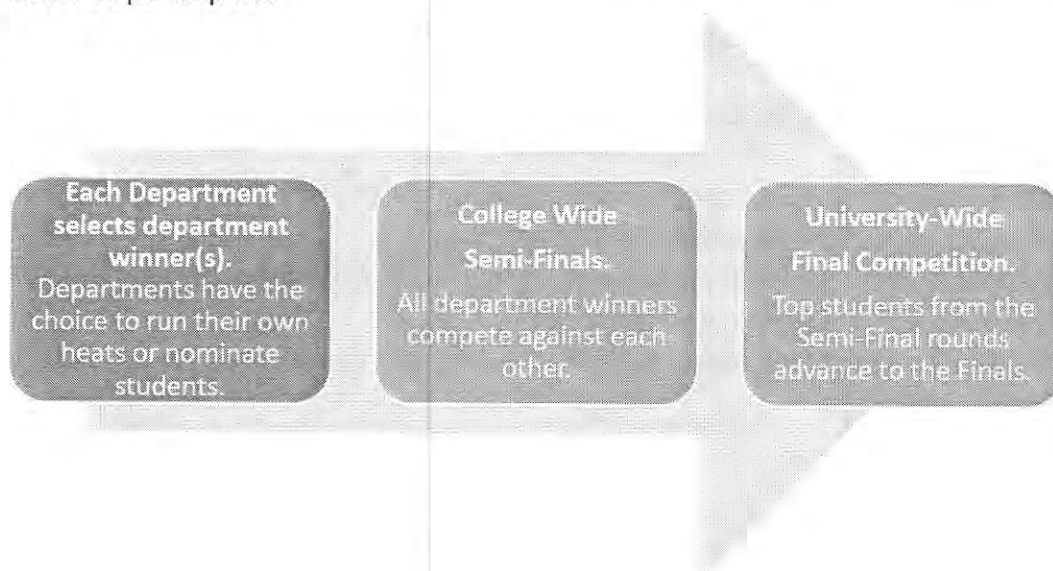 Each Department
selects department
winner(s).
Departments have the
choice to run their own
heats or nominate
students.
College Wide
Semi-Finals.
All department winners
compete against each
other.
University-Wide
Final Competition.
Top students from the
Semi-Final rounds
advance to the Finals.